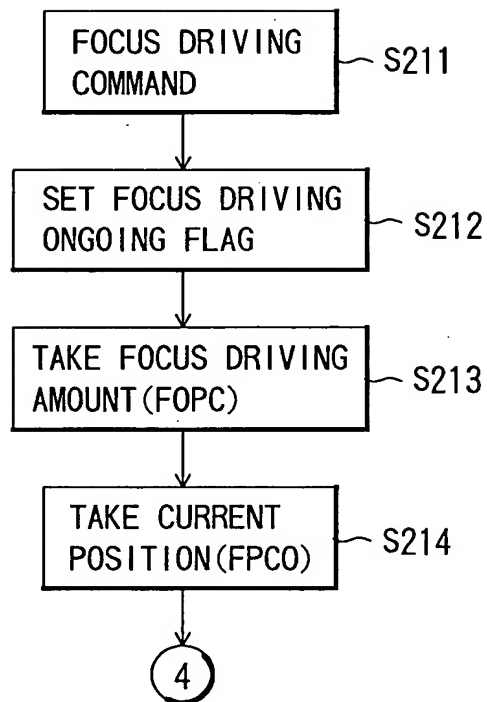 FOCUS DRIVING
COMMAND
S211
SET FOCUS DRIVING
ONGOING FLAG
S212
TAKE FOCUS DRIVING
AMOUNT(FOPC)
S213
TAKE CURRENT
POSITION(FPCO)
S214
4